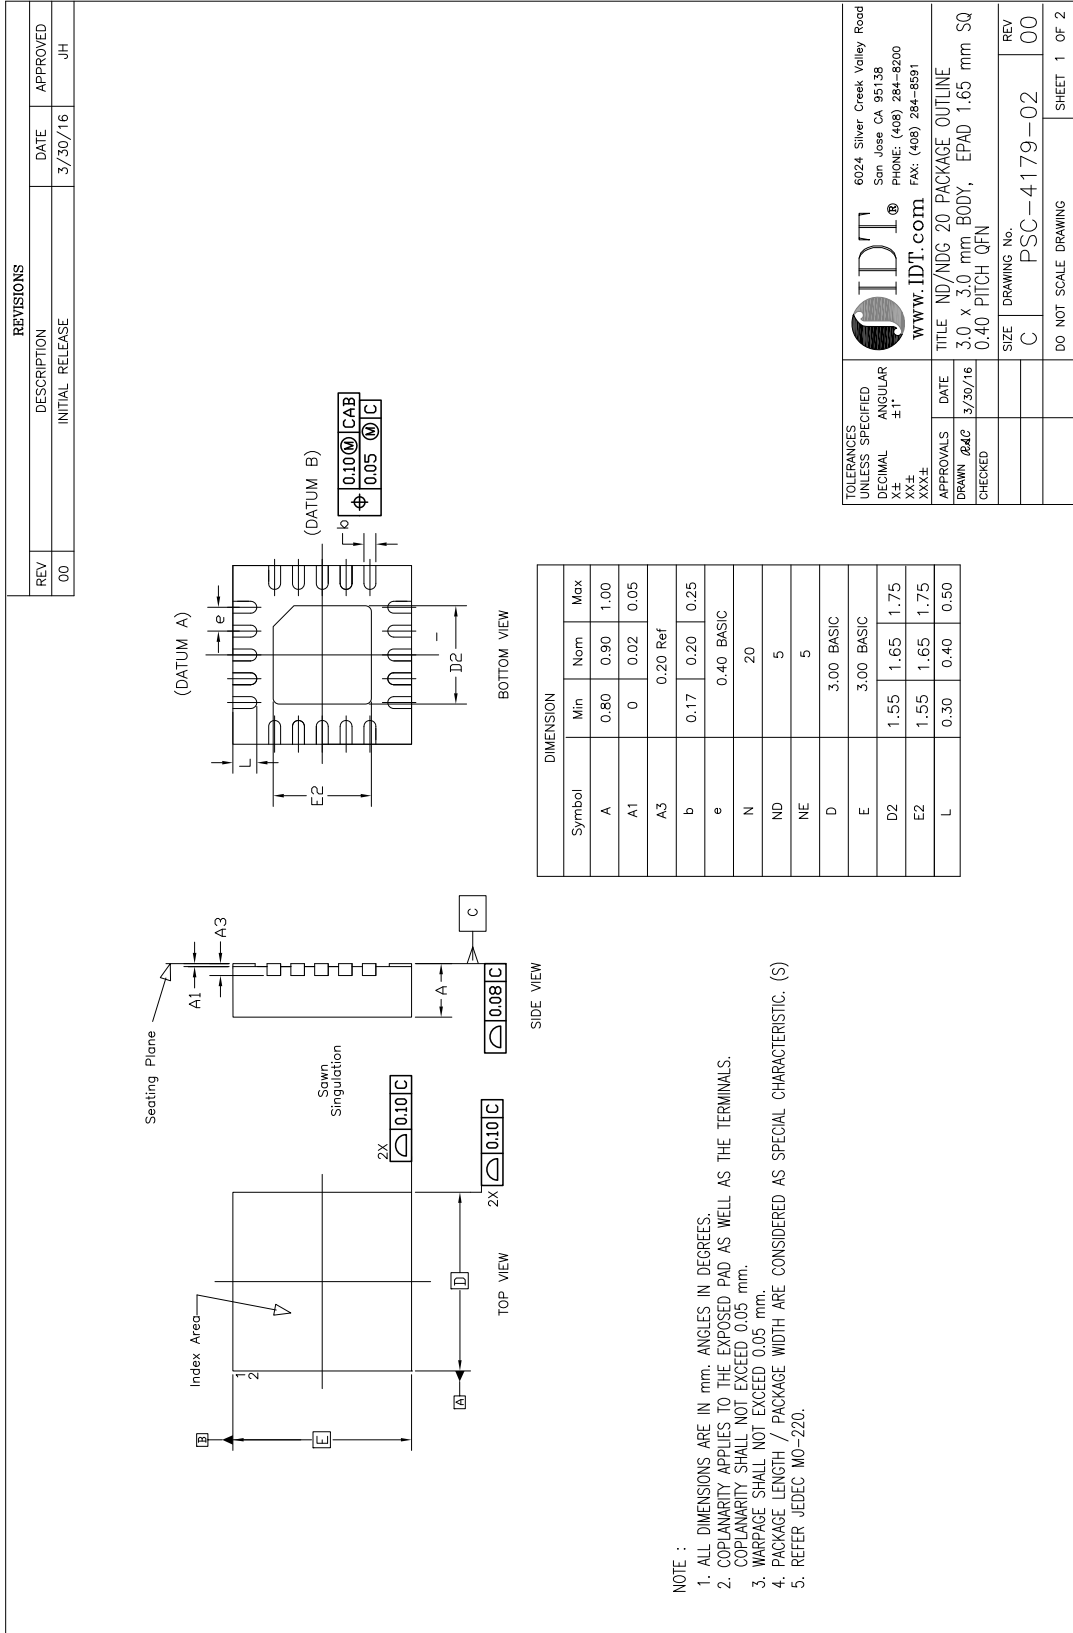 REVISIONS
REV DESCRIPTION DATE APPROVED
00 INITIAL RELEASE 3/30/16 JH
Index Area
1
2
B
E
A
D
TOP VIEW
2X
0.10 C
2X
0.10 C
Sawn
Singulation
Seating Plane
A1
A3
A
C
0.08 C
SIDE VIEW
(DATUM A)
e
L
E2
D2
BOTTOM VIEW
(DATUM B)
b
0.10 Ⓜ CAB
0.05 Ⓜ C
DIMENSION
Symbol Min Nom Max
A 0.80 0.90 1.00
A1 0 0.02 0.05
A3 0.20 Ref
b 0.17 0.20 0.25
e 0.40 BASIC
N 20
ND 5
NE 5
D 3.00 BASIC
E 3.00 BASIC
D2 1.55 1.65 1.75
E2 1.55 1.65 1.75
L 0.30 0.40 0.50
NOTE :
1. ALL DIMENSIONS ARE IN mm. ANGLES IN DEGREES.
2. COPLANARITY APPLIES TO THE EXPOSED PAD AS WELL AS THE TERMINALS.
COPLANARITY SHALL NOT EXCEED 0.05 mm.
3. WARPAGE SHALL NOT EXCEED 0.05 mm.
4. PACKAGE LENGTH / PACKAGE WIDTH ARE CONSIDERED AS SPECIAL CHARACTERISTIC. (S)
5. REFER JEDEC MO-220.
TOLERANCES
UNLESS SPECIFIED
DECIMAL ANGULAR
X± ±1°
XX±
XXX±
APPROVALS DATE
DRAWN RAC 3/30/16
CHECKED
IDT®
www.IDT.com
6024 Silver Creek Valley Road
San Jose CA 95138
PHONE: (408) 284-8200
FAX: (408) 284-8591
TITLE ND/NDG 20 PACKAGE OUTLINE
3.0 x 3.0 mm BODY, EPAD 1.65 mm SQ
0.40 PITCH QFN
SIZE DRAWING No. REV
C PSC-4179-02 00
DO NOT SCALE DRAWING SHEET 1 OF 2